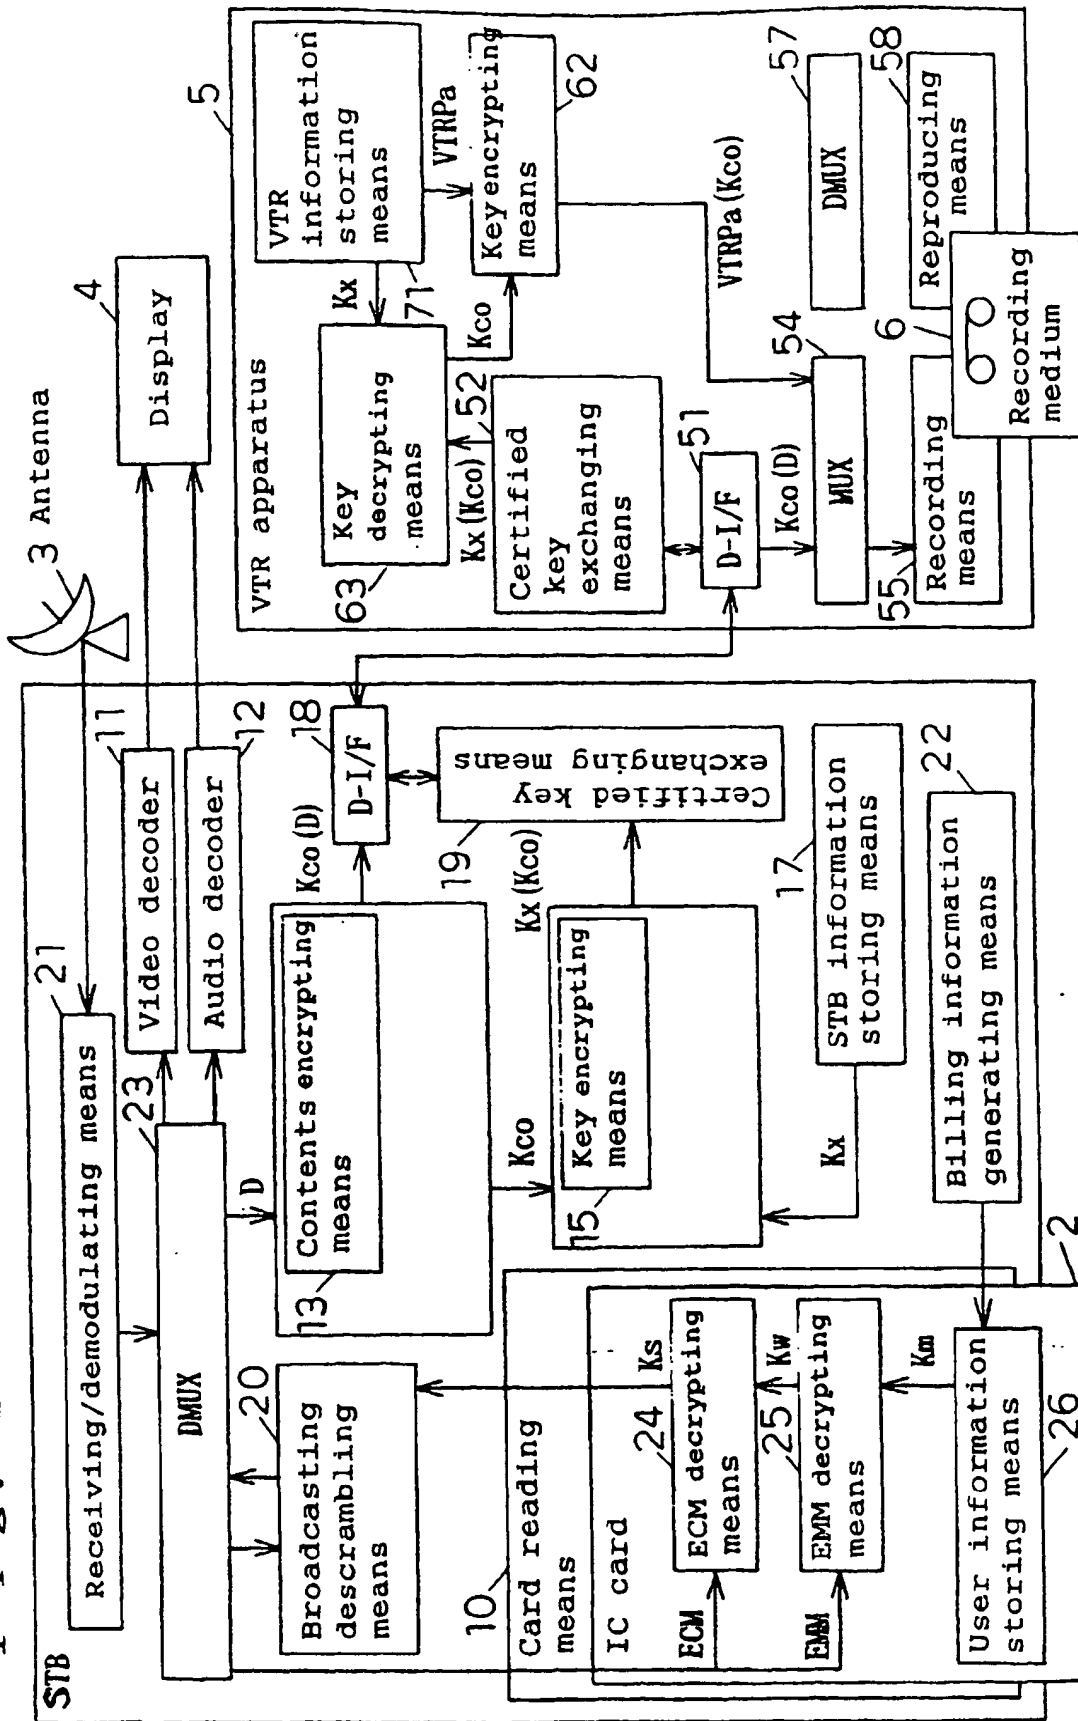 STB
Receiving/demodulating means
21
3 Antenna
4
Display
DMUX
23
Video decoder
11
Audio decoder
12
Broadcasting
descrambling
means
20
D
Contents encrypting
means
13
Kco(D)
D-I/F
18
Certified key
exchanging means
19
Kco
Key encrypting
means
15
Kx(Kco)
STB information
storing means
17
Kx
Billing information
generating means
22
10
Card reading
means
IC card
2
ECM
ECM decrypting
means
24
Ks
EMM
EMM decrypting
means
25
Kw
Km
User information
storing means
26
5
VTR apparatus
VTR
information
storing
means
71
Kx
VTRPa
Key
decrypting
means
63
Kco
Key encrypting
means
62
Kx(Kco)
52
Certified
key
exchanging
means
D-I/F
51
Kco(D)
VTRPa(Kco)
MUX
54
DMUX
57
Recording
means
55
Reproducing
means
58
6
Recording
medium